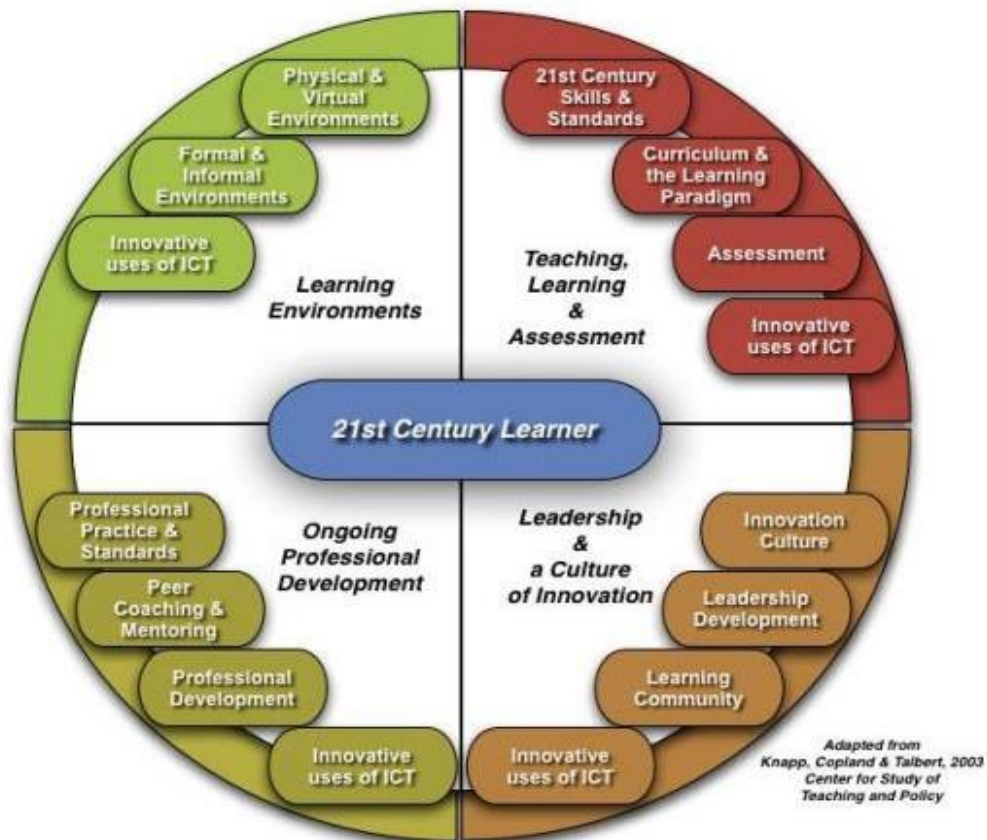 Physical &
Virtual
Environments
Formal &
Informal
Environments
Innovative
uses of ICT
Learning
Environments
21st Century
Skills &
Standards
Curriculum &
the Learning
Paradigm
Assessment
Innovative
uses of ICT
Teaching,
Learning
&
Assessment
21st Century Learner
Professional
Practice &
Standards
Peer
Coaching &
Mentoring
Professional
Development
Innovative
uses of ICT
Ongoing
Professional
Development
Leadership
&
a Culture
of Innovation
Innovation
Culture
Leadership
Development
Learning
Community
Innovative
uses of ICT
Adapted from
Knapp, Copland & Talbert, 2003
Center for Study of
Teaching and Policy